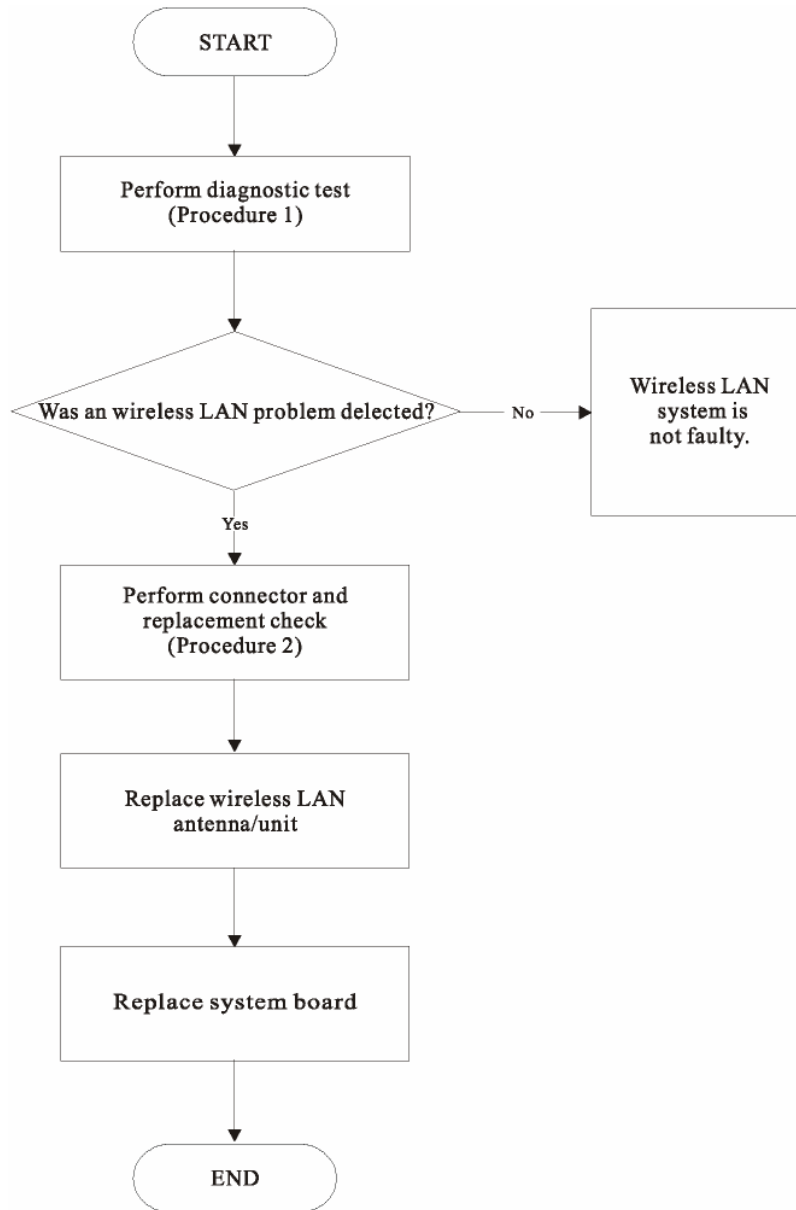 START
Perform diagnostic test
(Procedure 1)
Was an wireless LAN problem delected?
No
Wireless LAN
system is
not faulty.
Yes
Perform connector and
replacement check
(Procedure 2)
Replace wireless LAN
antenna/unit
Replace system board
END